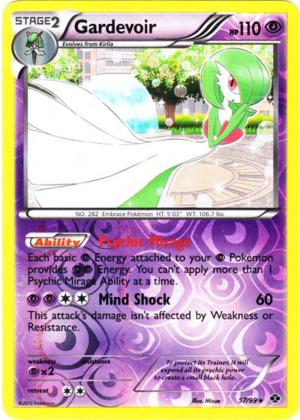 STAGE2
Gardevoir
HP110
Evolves from Kirlia
NO. 282 Embrace Pokémon HT: 5'03" WT: 106.7 lbs.
Ability Psychic Mirage
Each basic Energy attached to your Pokémon
provides Energy. You can't apply more than 1
Psychic Mirage Ability at a time.
Mind Shock 60
This attack's damage isn't affected by Weakness or
Resistance.
weakness resistance
×2
retreat
To protect its Trainer, it will
expend all its psychic power
to create a small black hole.
©2012 Pokémon
Illus. Mizue
57/99